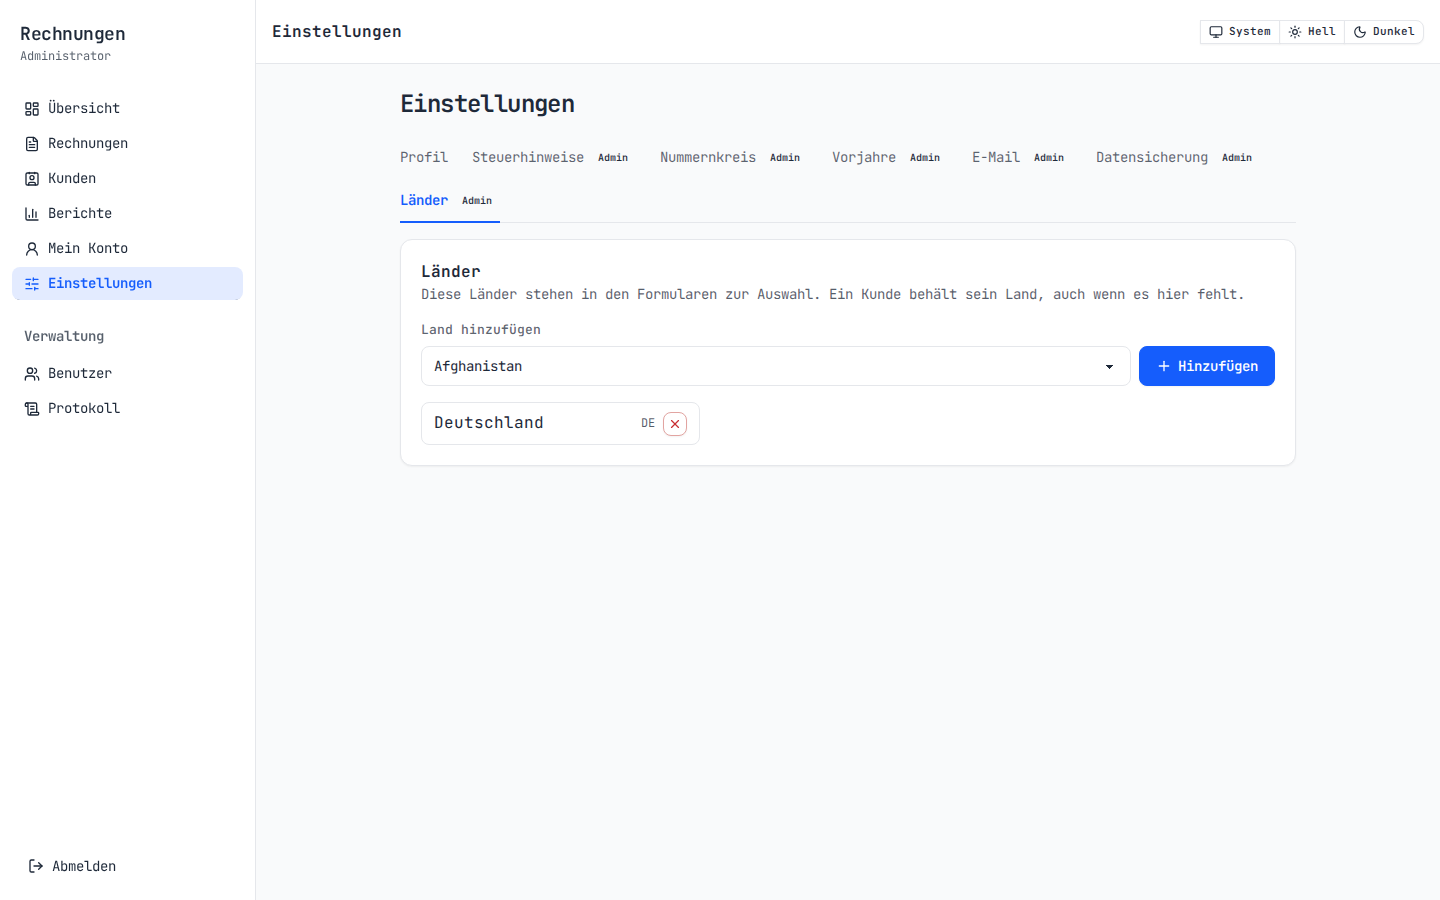 Rechnungen
Administrator
Übersicht
Rechnungen
Kunden
Berichte
Mein Konto
Einstellungen
Verwaltung
Benutzer
Protokoll
Abmelden
Einstellungen
System Hell Dunkel
Einstellungen
Profil Steuerhinweise Admin Nummernkreis Admin Vorjahre Admin E-Mail Admin Datensicherung Admin
Länder Admin
Länder
Diese Länder stehen in den Formularen zur Auswahl. Ein Kunde behält sein Land, auch wenn es hier fehlt.
Land hinzufügen
Afghanistan
Hinzufügen
Deutschland DE